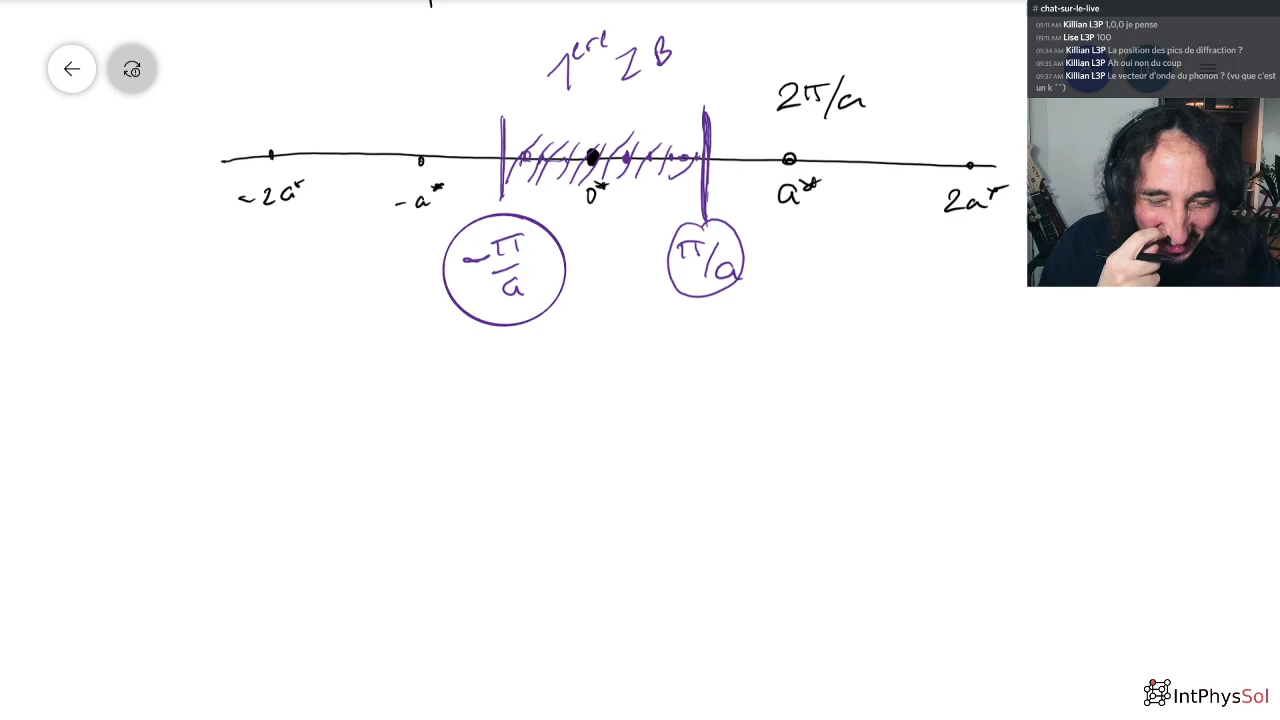 # chat-sur-le-live
09:11 AM Killian L3P 1,0,0 je pense
09:11 AM Lise L3P 100
09:34 AM Killian L3P La position des pics de diffraction ?
09:35 AM Killian L3P Ah oui non du coup
09:37 AM Killian L3P Le vecteur d'onde du phonon ? (vu que c'est
un k ^^)
1ere ZB
2π/a
-2a* -a* 0* a* 2a*
-π/a π/a
IntPhysSol